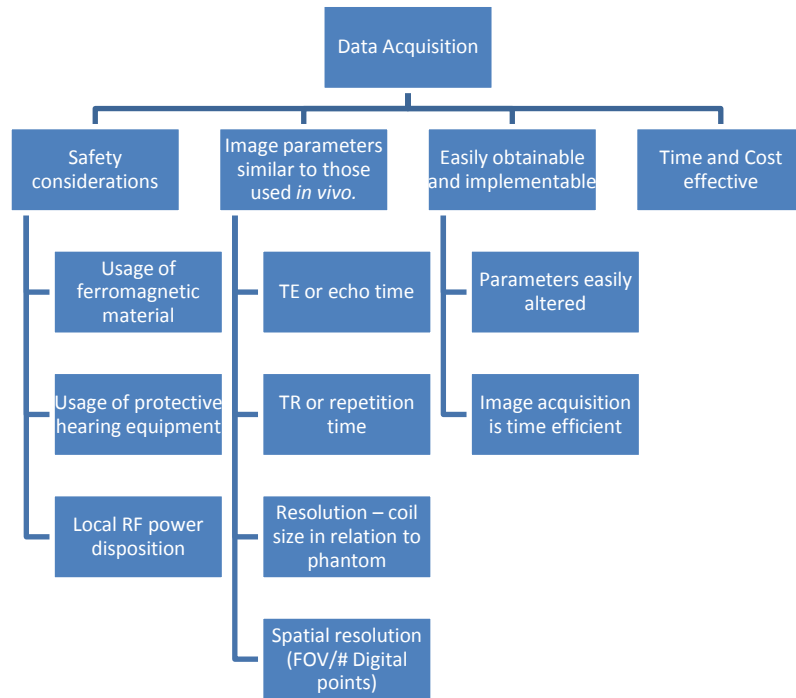 Data Acquisition
Safety
considerations
Image parameters
similar to those
used in vivo.
Easily obtainable
and implementable
Time and Cost
effective
Usage of
ferromagnetic
material
TE or echo time
Parameters easily
altered
Usage of protective
hearing equipment
TR or repetition
time
Image acquisition
is time efficient
Local RF power
disposition
Resolution – coil
size in relation to
phantom
Spatial resolution
(FOV/# Digital
points)